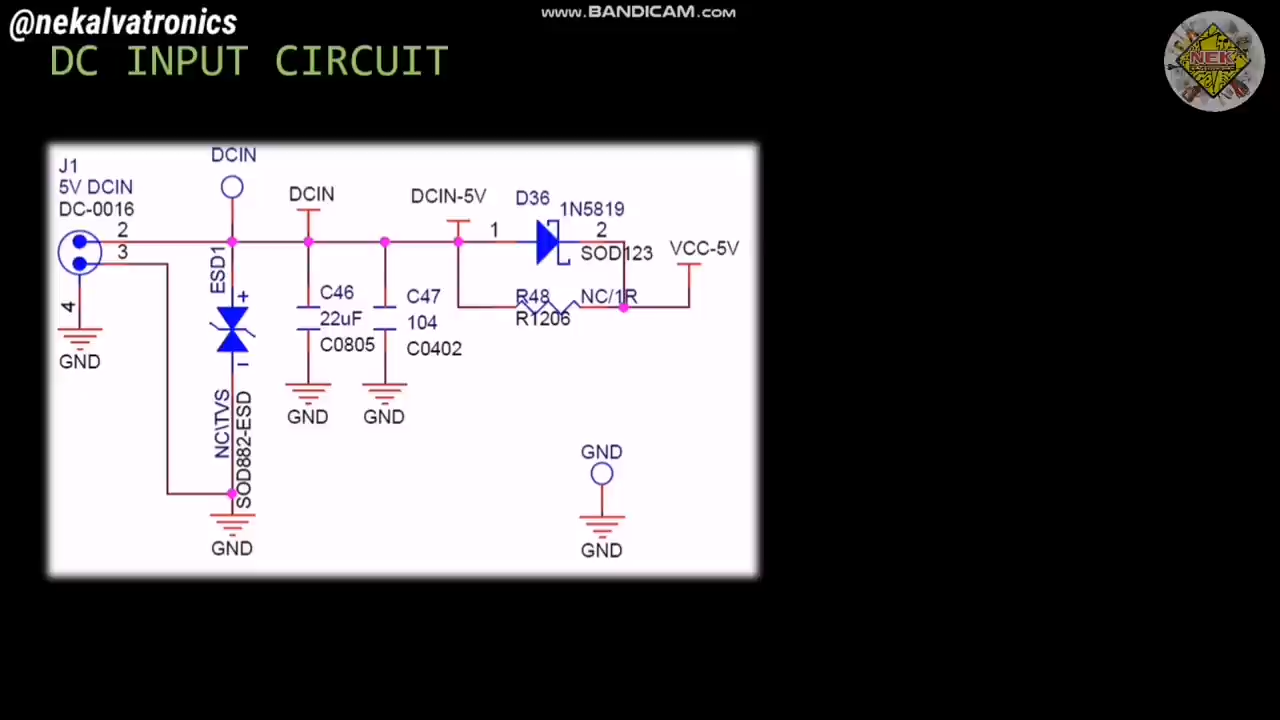 @nekalvatronics
www.BANDICAM.com
NEK
DC INPUT CIRCUIT
J1
5V DCIN
DC-0016
2
3
4
GND
DCIN
ESD1
+
−
NC\TVS
SOD882-ESD
GND
DCIN
C46
22uF
C0805
GND
C47
104
C0402
GND
DCIN-5V
1
D36
1N5819
2
SOD123
R48
NC/1R
R1206
VCC-5V
GND
GND